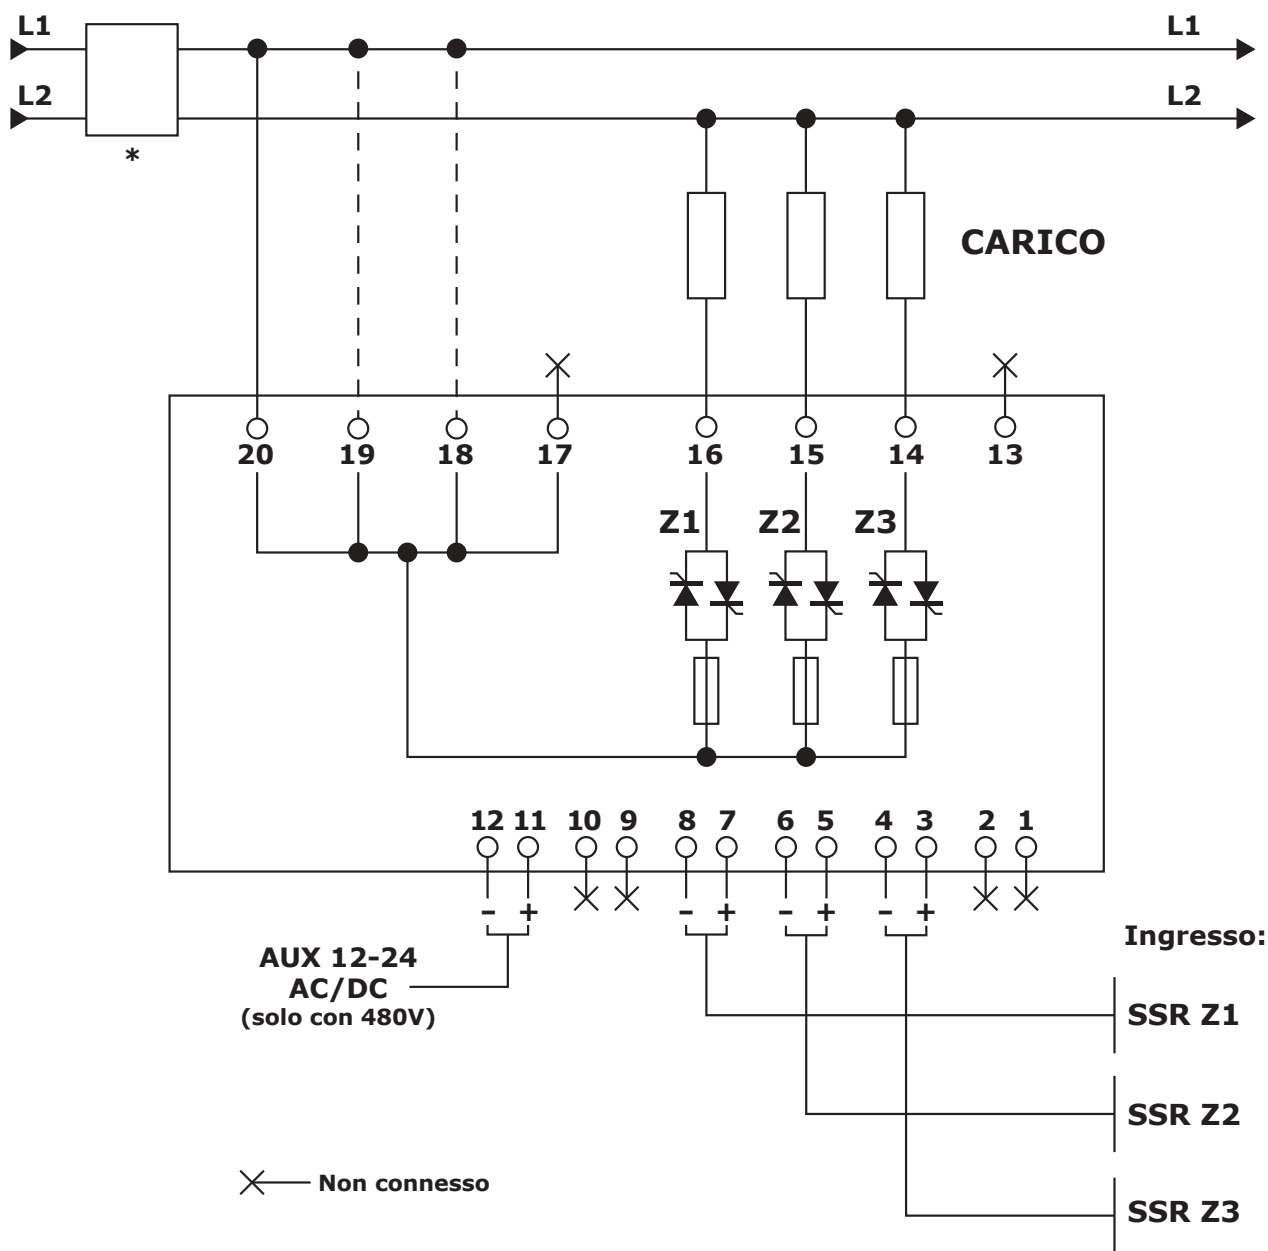 L1 L1
L2 L2
*
CARICO
20 19 18 17 16 15 14 13
Z1 Z2 Z3
12 11 10 9 8 7 6 5 4 3 2 1
- + - + - + - +
Ingresso:
AUX 12-24
AC/DC
(solo con 480V)
SSR Z1
SSR Z2
Non connesso
SSR Z3